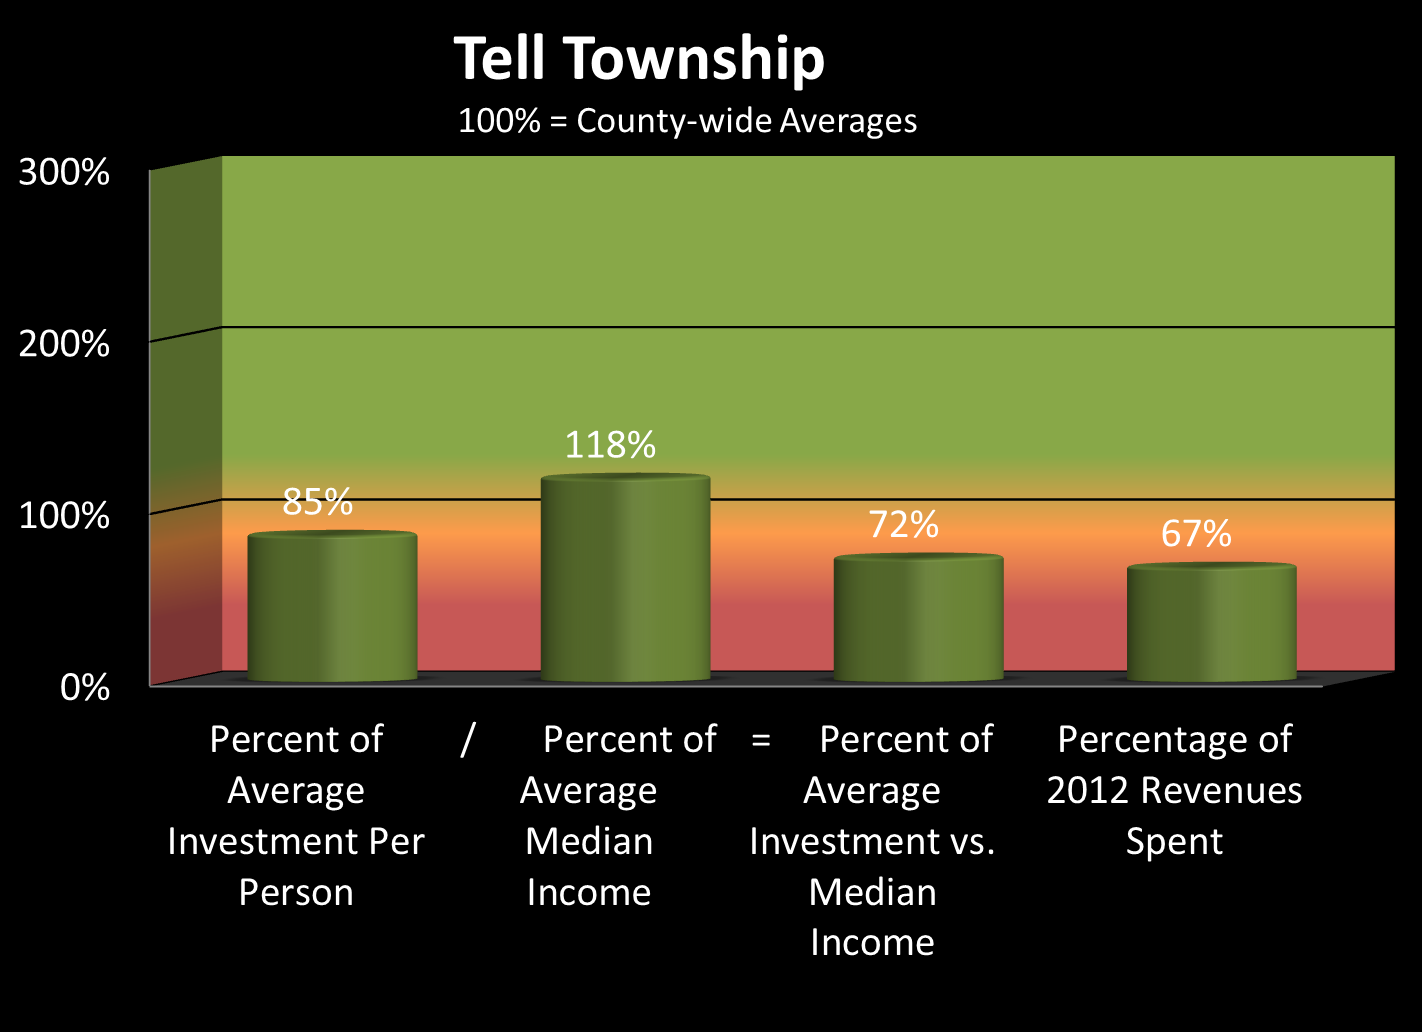 Tell Township
100% = County-wide Averages
300%
200%
100%
0%
85%
118%
72%
67%
Percent of
Average
Investment Per
Person
/
Percent of
Average
Median
Income
=
Percent of
Average
Investment vs.
Median
Income
Percentage of
2012 Revenues
Spent